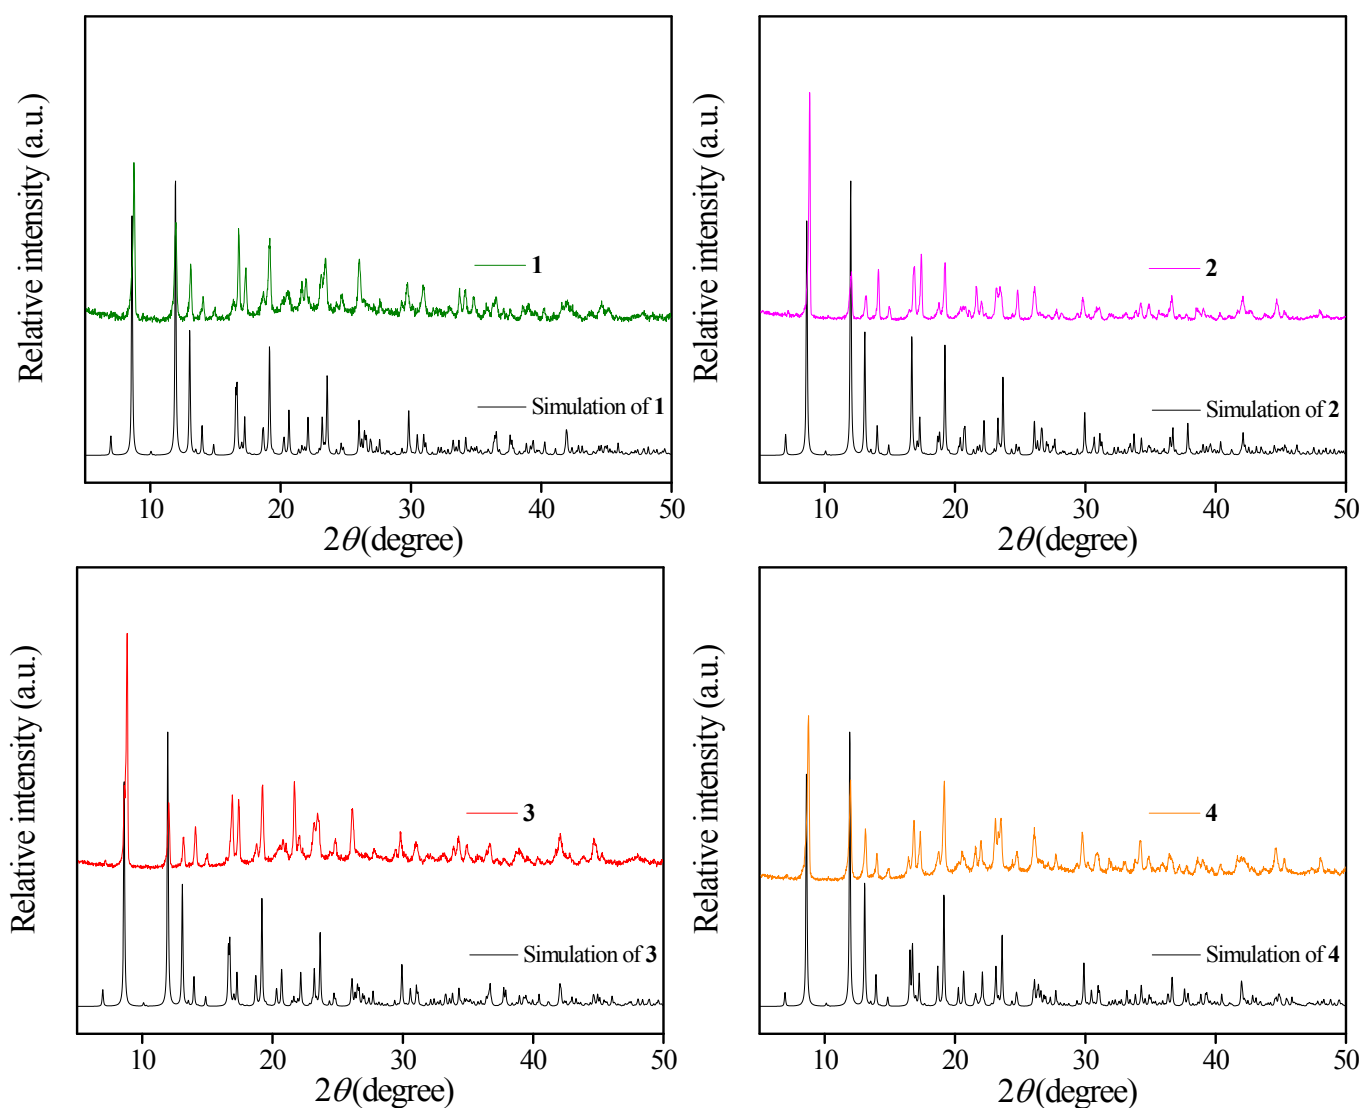 Relative intensity (a.u.)
1
Simulation of 1
10 20 30 40 50
2θ(degree)
Relative intensity (a.u.)
2
Simulation of 2
10 20 30 40 50
2θ(degree)
Relative intensity (a.u.)
3
Simulation of 3
10 20 30 40 50
2θ(degree)
Relative intensity (a.u.)
4
Simulation of 4
10 20 30 40 50
2θ(degree)